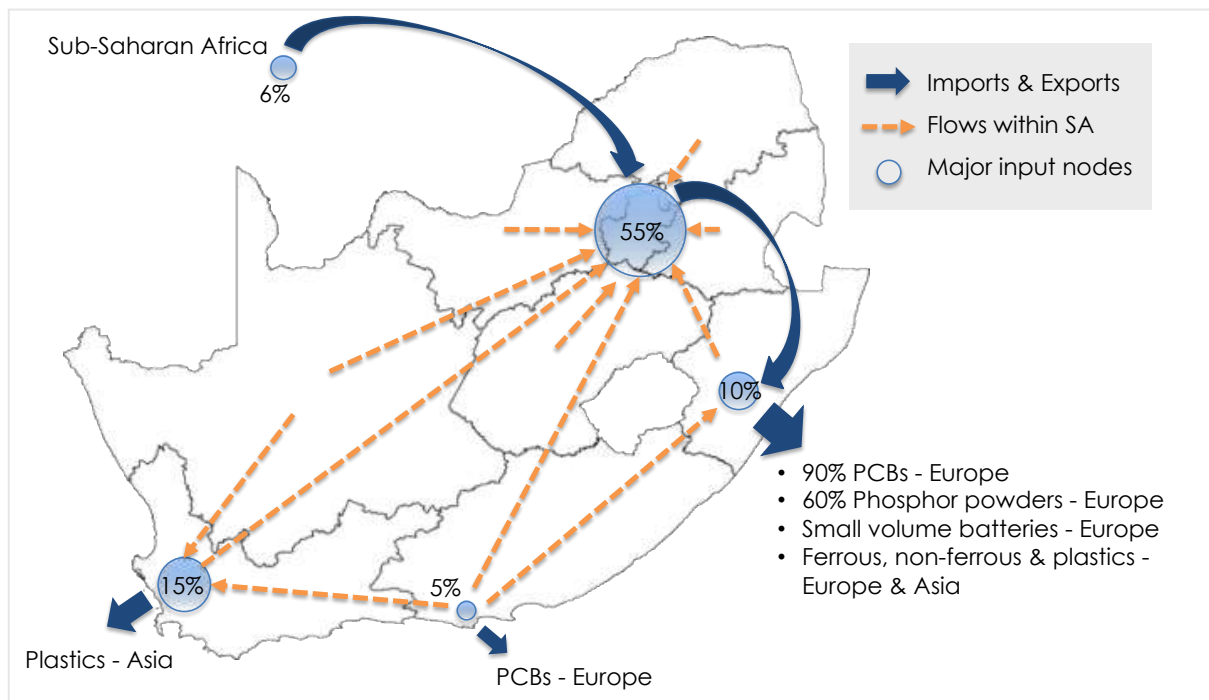 Sub-Saharan Africa
6%
Imports & Exports
Flows within SA
Major input nodes
55%
10%
• 90% PCBs - Europe
• 60% Phosphor powders - Europe
• Small volume batteries - Europe
• Ferrous, non-ferrous & plastics -
Europe & Asia
15%
5%
Plastics - Asia
PCBs - Europe